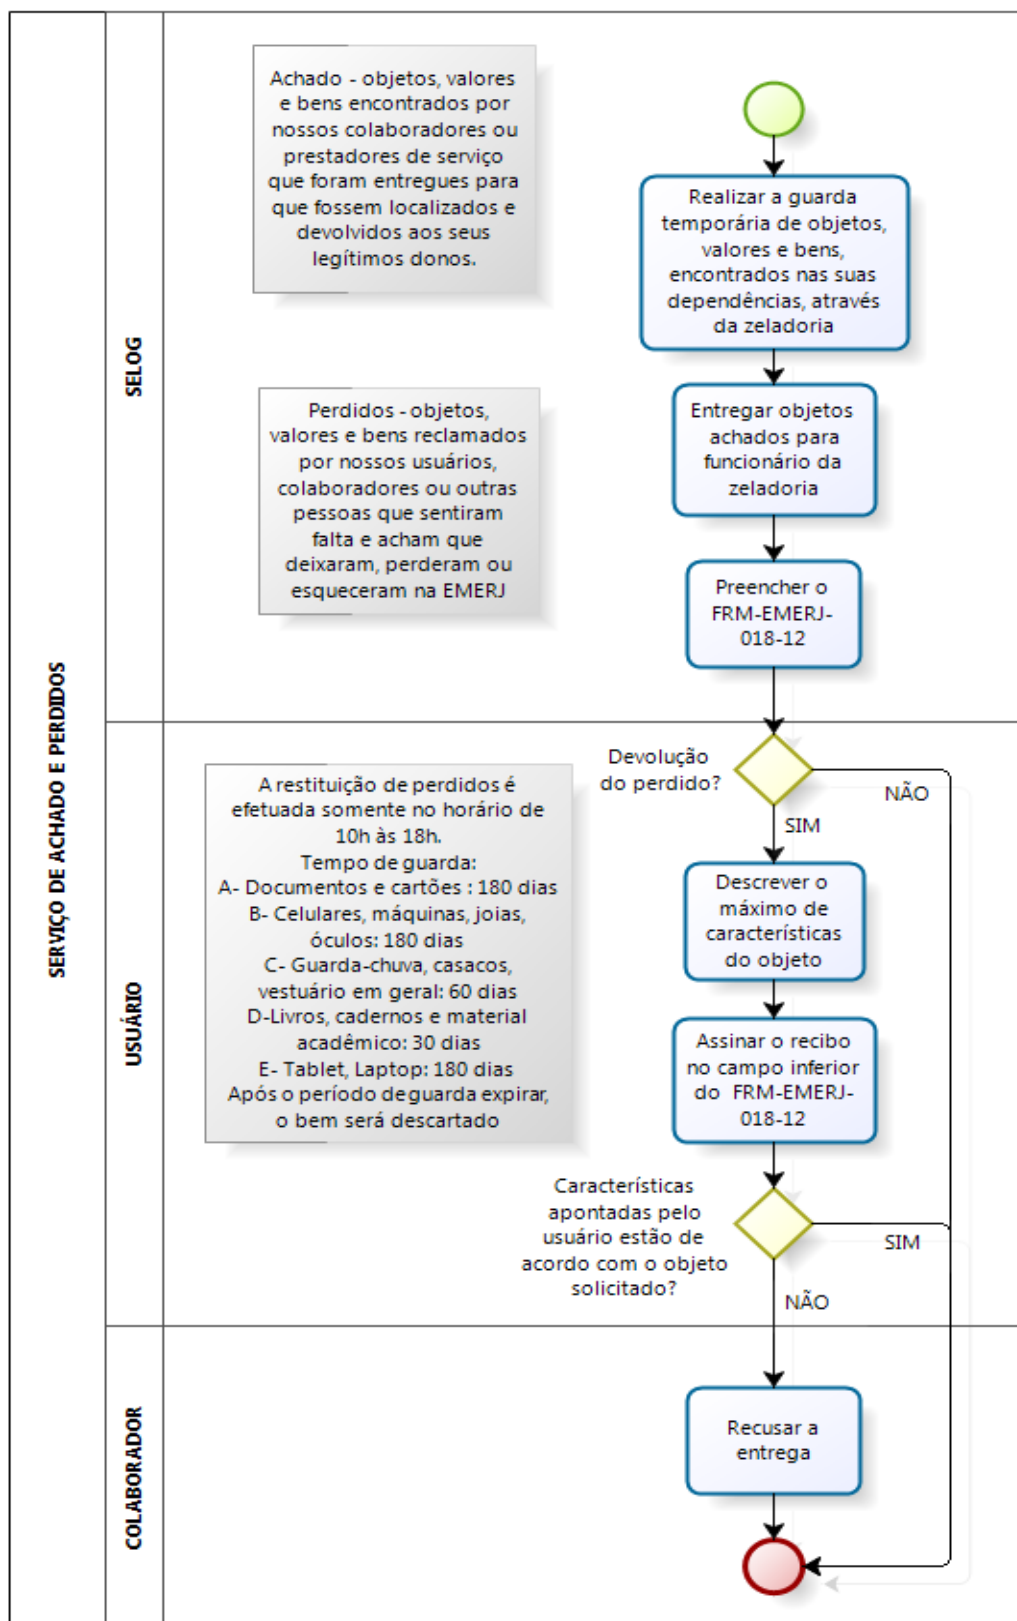 SERVIÇO DE ACHADO E PERDIDOS
SELOG
Achado - objetos, valores
e bens encontrados por
nossos colaboradores ou
prestadores de serviço
que foram entregues para
que fossem localizados e
devolvidos aos seus
legítimos donos.
Realizar a guarda
temporária de objetos,
valores e bens,
encontrados nas suas
dependências, através
da zeladoria
Perdidos - objetos,
valores e bens reclamados
por nossos usuários,
colaboradores ou outras
pessoas que sentiram
falta e acham que
deixaram, perderam ou
esqueceram na EMERJ
Entregar objetos
achados para
funcionário da
zeladoria
Preencher o
FRM-EMERJ-
018-12
USUÁRIO
A restituição de perdidos é
efetuada somente no horário de
10h às 18h.
Tempo de guarda:
A- Documentos e cartões : 180 dias
B- Celulares, máquinas, joias,
óculos: 180 dias
C- Guarda-chuva, casacos,
vestuário em geral: 60 dias
D-Livros, cadernos e material
acadêmico: 30 dias
E- Tablet, Laptop: 180 dias
Após o período de guarda expirar,
o bem será descartado
Devolução
do perdido?
NÃO
SIM
Descrever o
máximo de
características
do objeto
Assinar o recibo
no campo inferior
do FRM-EMERJ-
018-12
Características
apontadas pelo
usuário estão de
acordo com o objeto
solicitado?
SIM
NÃO
COLABORADOR
Recusar a
entrega